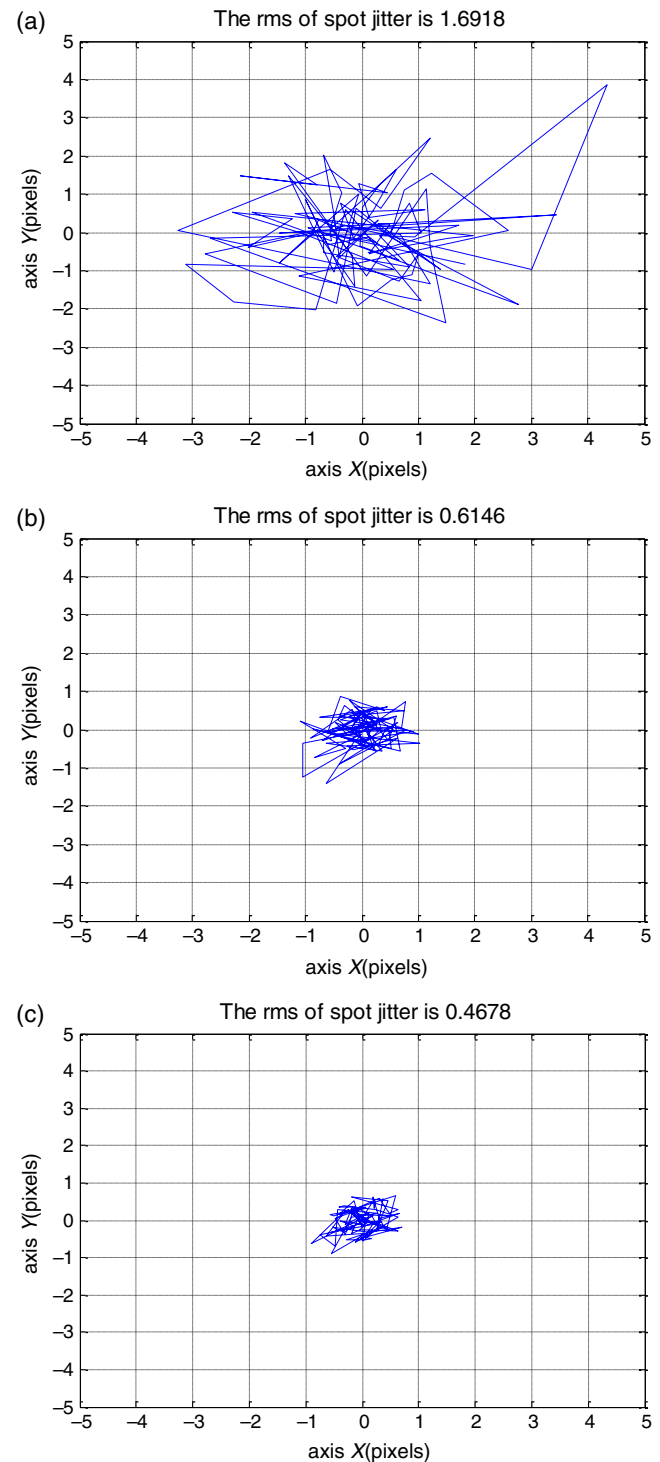 (a)
The rms of spot jitter is 1.6918
5
4
3
2
1
0
−1
−2
−3
−4
−5
axis Y(pixels)
−5 −4 −3 −2 −1 0 1 2 3 4 5
axis X(pixels)
(b)
The rms of spot jitter is 0.6146
5
4
3
2
1
0
−1
−2
−3
−4
−5
axis Y(pixels)
−5 −4 −3 −2 −1 0 1 2 3 4 5
axis X(pixels)
(c)
The rms of spot jitter is 0.4678
5
4
3
2
1
0
−1
−2
−3
−4
−5
axis Y(pixels)
−5 −4 −3 −2 −1 0 1 2 3 4 5
axis X(pixels)